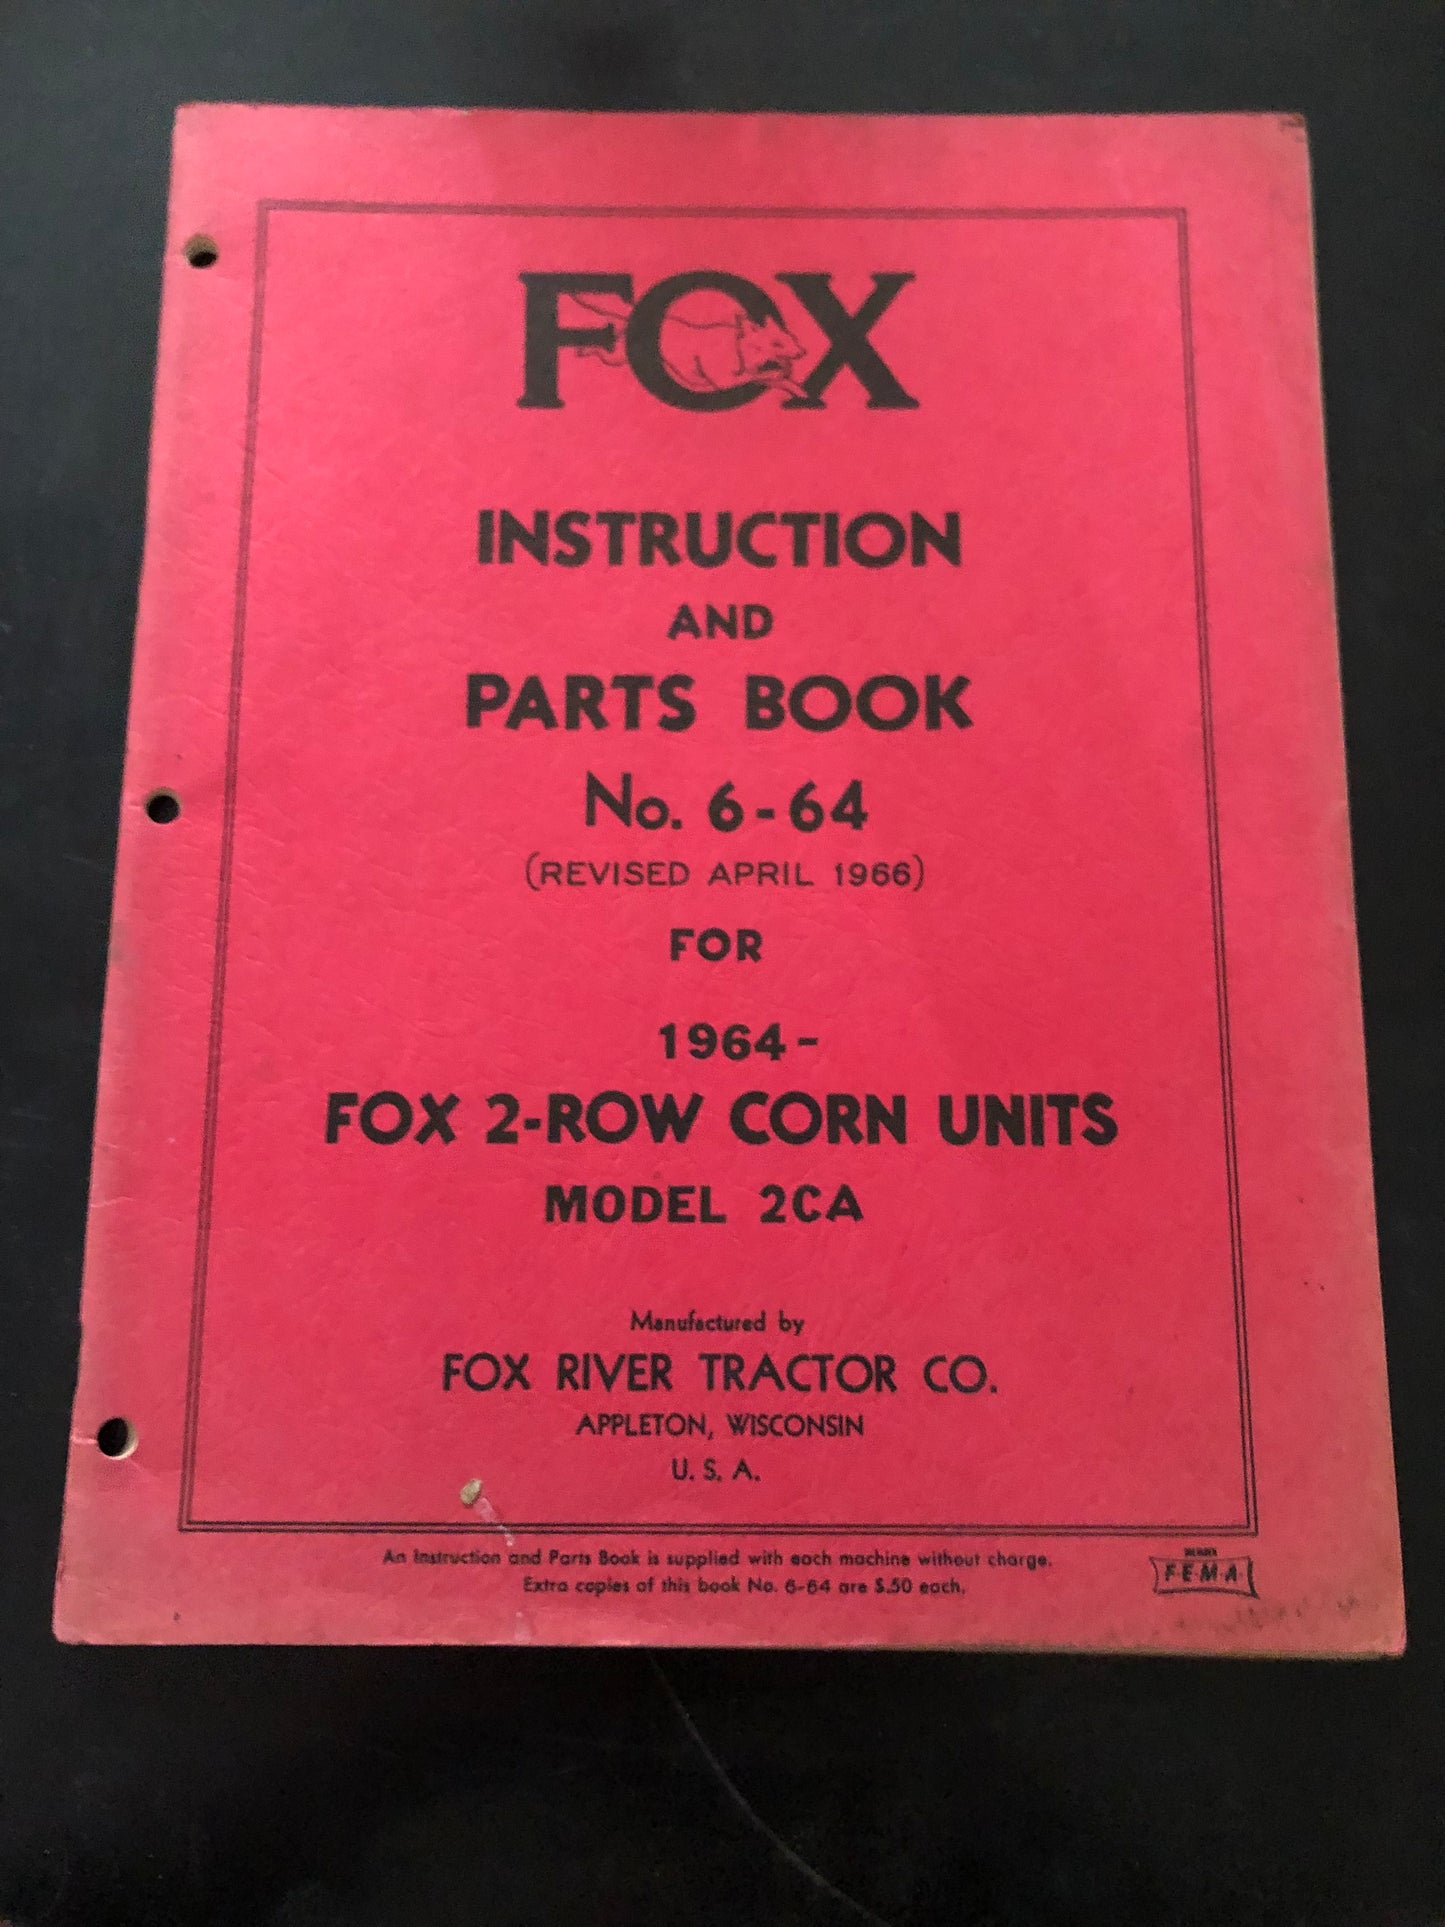 FOX
INSTRUCTION
AND
PARTS BOOK
No. 6-64
(REVISED APRIL 1966)
FOR
1964-
FOX 2-ROW CORN UNITS
MODEL 2CA
Manufactured by
FOX RIVER TRACTOR CO.
APPLETON, WISCONSIN
U. S. A.
An Instruction and Parts Book is supplied with each machine without charge.
Extra copies of this book No. 6-64 are $.50 each.
MEMBER
F·E·M·A·